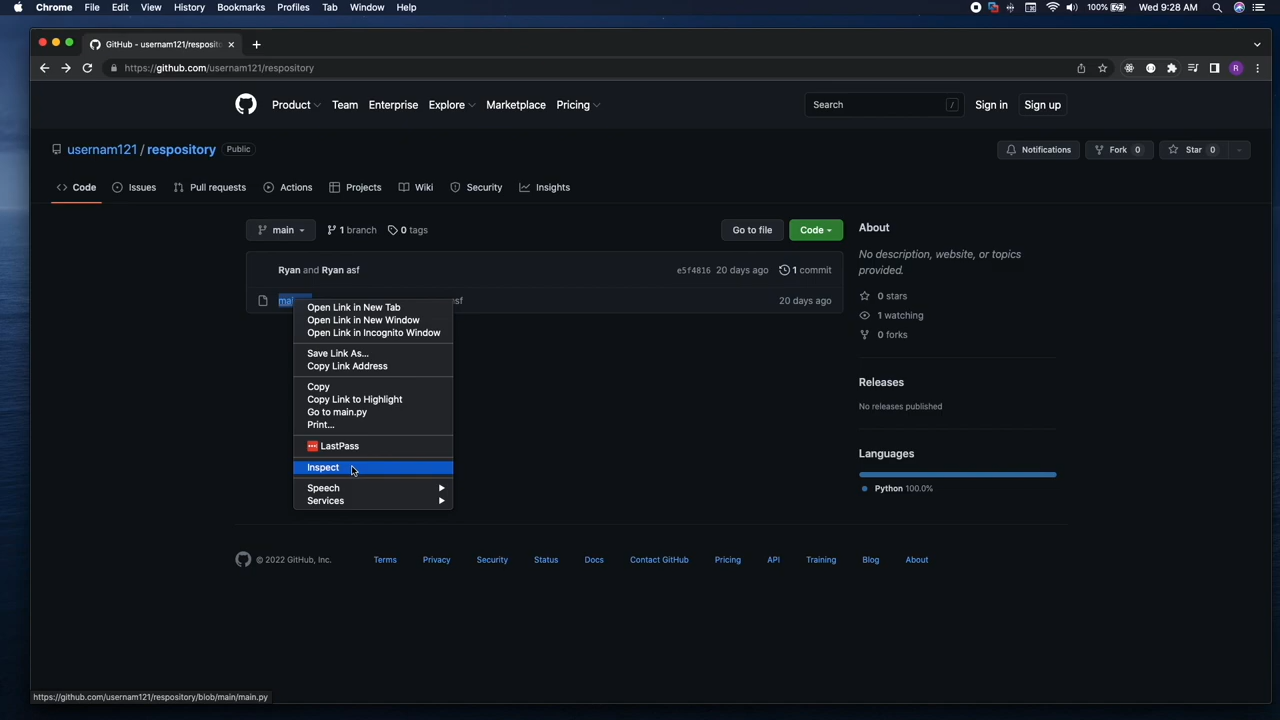 Chrome File Edit View History Bookmarks Profiles Tab Window Help 100% Wed 9:28 AM
GitHub - usernam121/resposito
https://github.com/usernam121/respository R
Product Team Enterprise Explore Marketplace Pricing Search / Sign in Sign up
usernam121 / respository Public Notifications Fork 0 Star 0
Code Issues Pull requests Actions Projects Wiki Security Insights
main 1 branch 0 tags Go to file Code About
No description, website, or topics
provided.
Ryan and Ryan asf e5f4816 20 days ago 1 commit
0 stars
mai sf 20 days ago
1 watching
0 forks
Open Link in New Tab
Open Link in New Window
Open Link in Incognito Window
Save Link As...
Copy Link Address
Copy
Copy Link to Highlight
Go to main.py
Print...
LastPass
Inspect
Speech
Services
Releases
No releases published
Languages
Python 100.0%
© 2022 GitHub, Inc. Terms Privacy Security Status Docs Contact GitHub Pricing API Training Blog About
https://github.com/usernam121/respository/blob/main/main.py